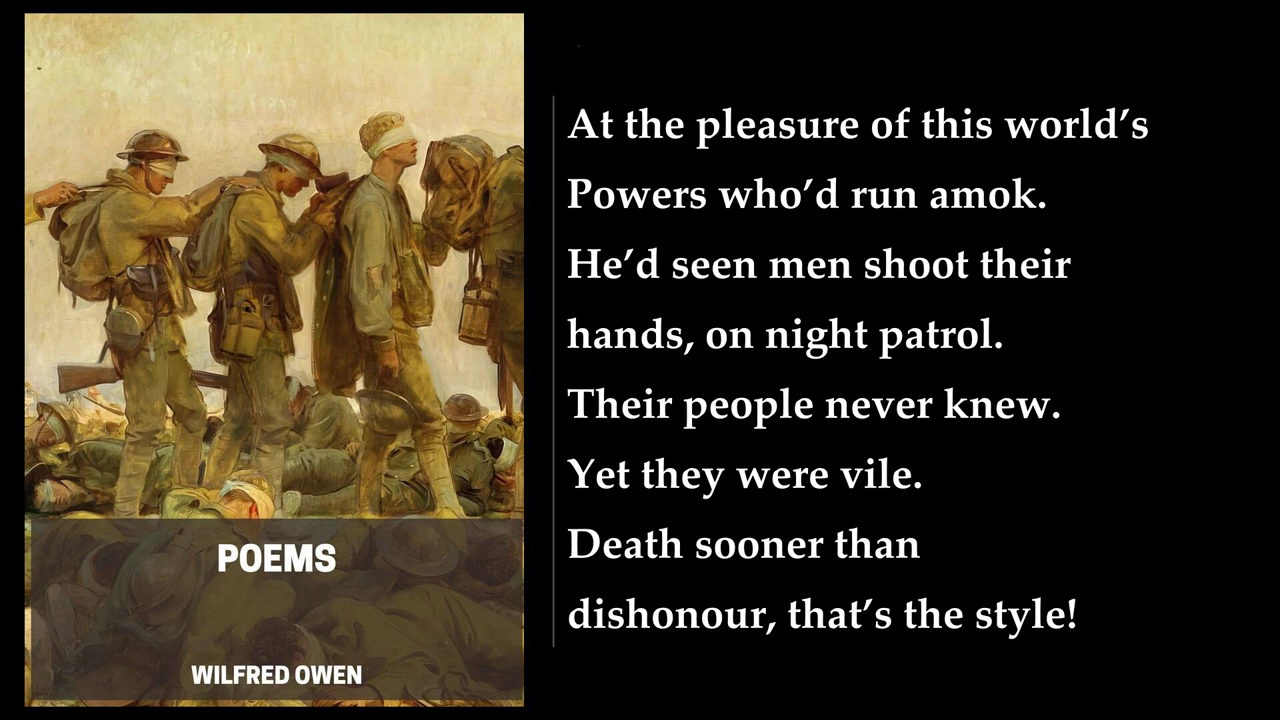 POEMS
WILFRED OWEN
At the pleasure of this world’s
Powers who’d run amok.
He’d seen men shoot their
hands, on night patrol.
Their people never knew.
Yet they were vile.
Death sooner than
dishonour, that’s the style!